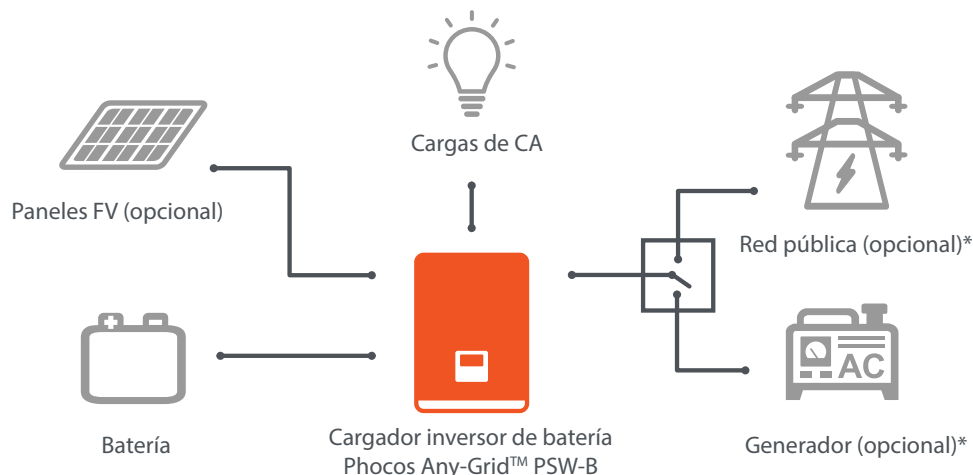 Cargas de CA
Paneles FV (opcional)
Red pública (opcional)*
AC
Batería
Cargador inversor de batería
Phocos Any-Grid™ PSW-B
Generador (opcional)*